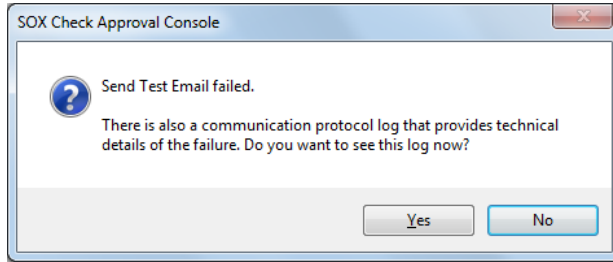 SOX Check Approval Console
Send Test Email failed.
There is also a communication protocol log that provides technical
details of the failure. Do you want to see this log now?
Yes
No